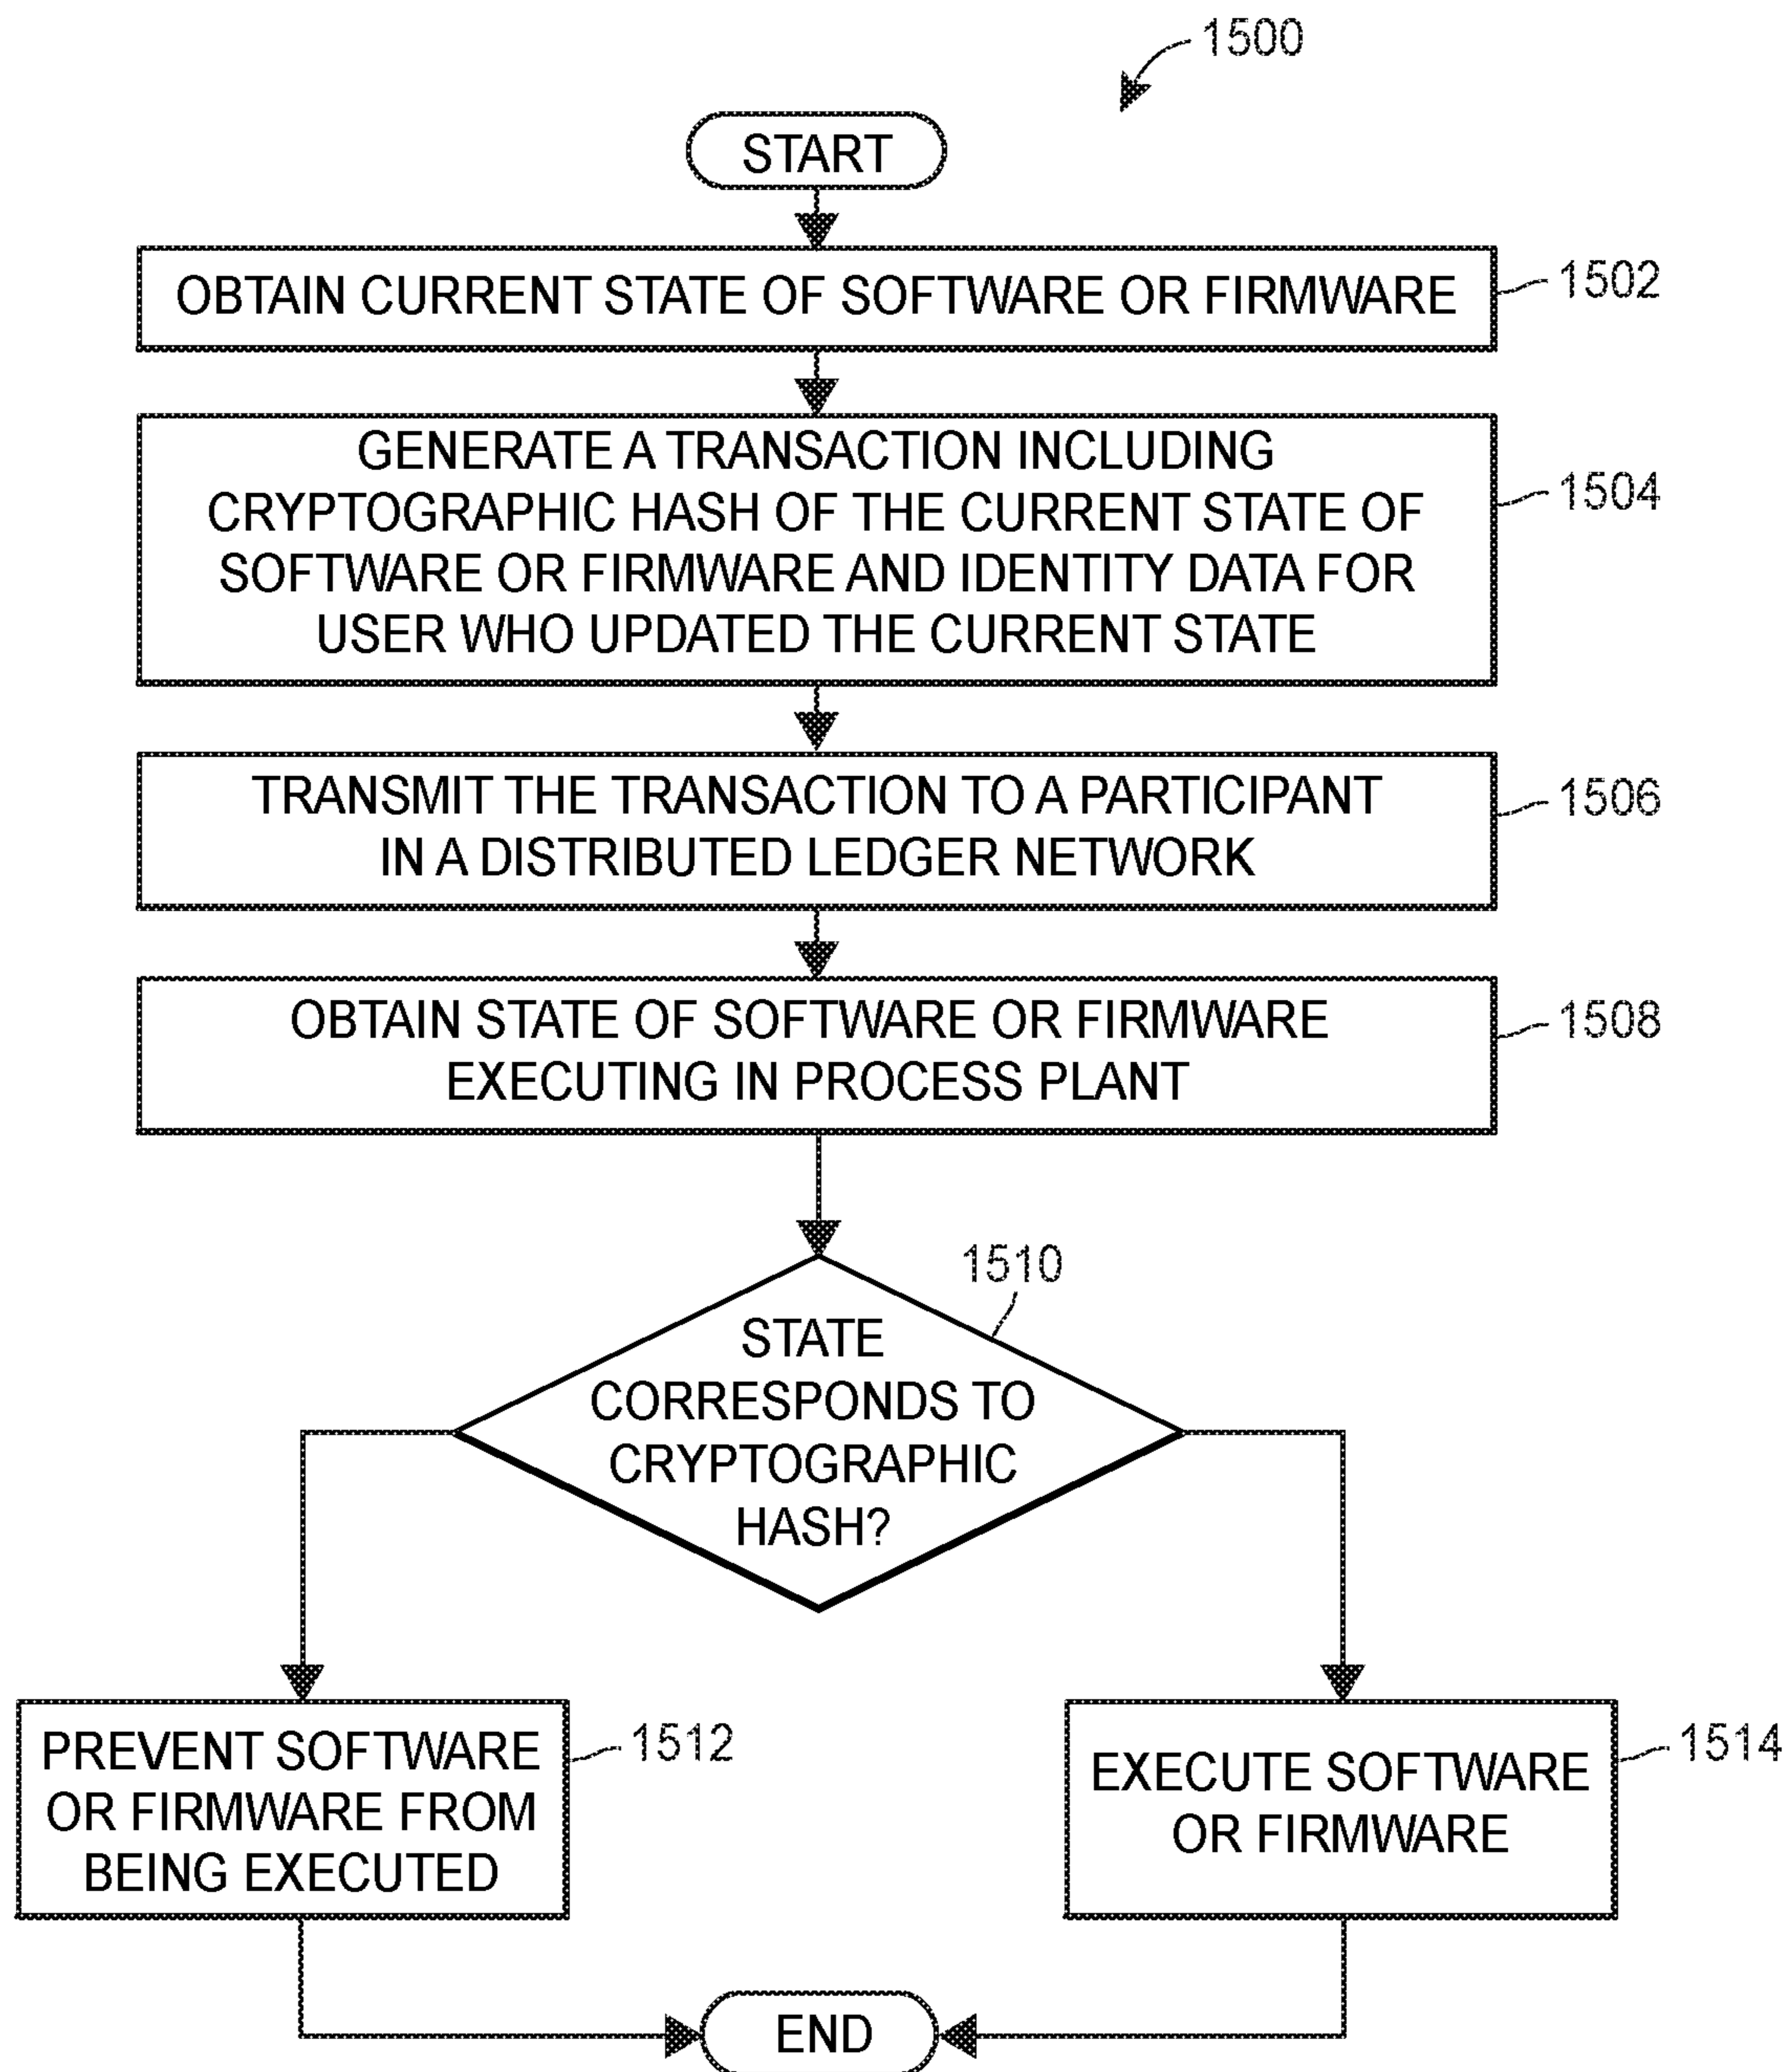 1500
START
OBTAIN CURRENT STATE OF SOFTWARE OR FIRMWARE
1502
GENERATE A TRANSACTION INCLUDING
CRYPTOGRAPHIC HASH OF THE CURRENT STATE OF
SOFTWARE OR FIRMWARE AND IDENTITY DATA FOR
USER WHO UPDATED THE CURRENT STATE
1504
TRANSMIT THE TRANSACTION TO A PARTICIPANT
IN A DISTRIBUTED LEDGER NETWORK
1506
OBTAIN STATE OF SOFTWARE OR FIRMWARE
EXECUTING IN PROCESS PLANT
1508
1510
STATE
CORRESPONDS TO
CRYPTOGRAPHIC
HASH?
PREVENT SOFTWARE
OR FIRMWARE FROM
BEING EXECUTED
1512
EXECUTE SOFTWARE
OR FIRMWARE
1514
END